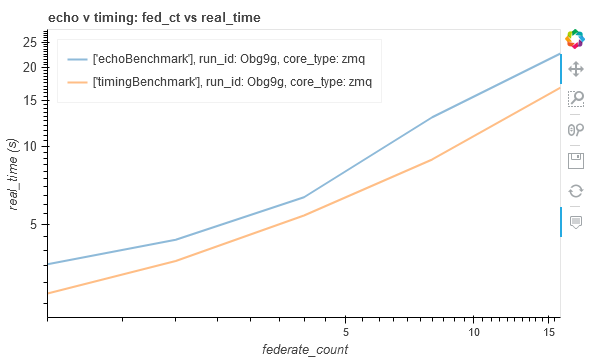 echo v timing: fed_ct vs real_time
['echoBenchmark'], run_id: Obg9g, core_type: zmq
['timingBenchmark'], run_id: Obg9g, core_type: zmq
25
20
15
10
5
real_time (s)
5
10
15
federate_count